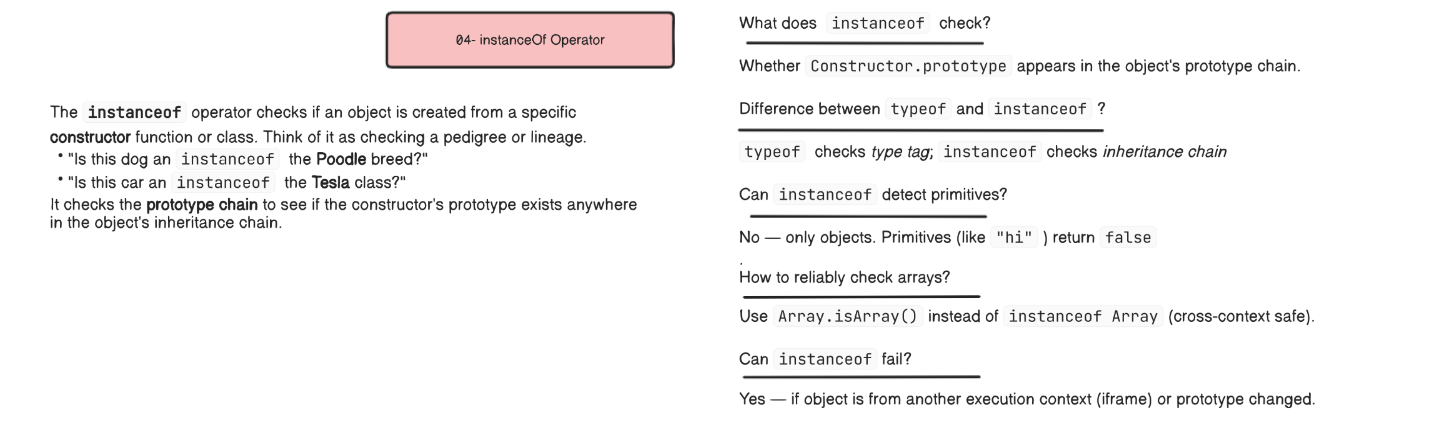 04- instanceOf Operator
The instanceof operator checks if an object is created from a specific
constructor function or class. Think of it as checking a pedigree or lineage.
• "Is this dog an instanceof the Poodle breed?"
• "Is this car an instanceof the Tesla class?"
It checks the prototype chain to see if the constructor's prototype exists anywhere
in the object's inheritance chain.
What does instanceof check?
Whether Constructor.prototype appears in the object's prototype chain.
Difference between typeof and instanceof ?
typeof checks type tag; instanceof checks inheritance chain
Can instanceof detect primitives?
No — only objects. Primitives (like "hi" ) return false
.
How to reliably check arrays?
Use Array.isArray() instead of instanceof Array (cross-context safe).
Can instanceof fail?
Yes — if object is from another execution context (iframe) or prototype changed.